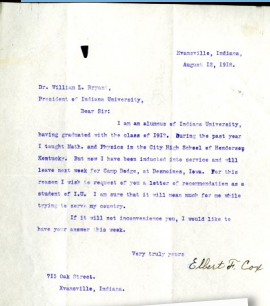 Evansville, Indiana,
August 12, 1918.
Dr. William L. Bryant,
President of Indiana University,
Dear Sir:
I am an alumnus of Indiana University,
having graduated with the class of 1917. During the past year
I taught Math. and Physics in the City High School of Henderson,
Kentucky. But now I have been inducted into service and will
leave next week for Camp Dodge, at Desmoines, Iowa. For this
reason I wish to request of you a letter of recommendation as a
student of I.U. I am sure that it will mean much for me while
trying to serve my country.
If it will not inconvenience you, I would like to
have your answer this week.
Very truly yours
Elbert F. Cox
715 Oak Street.
Evansville, Indiana.